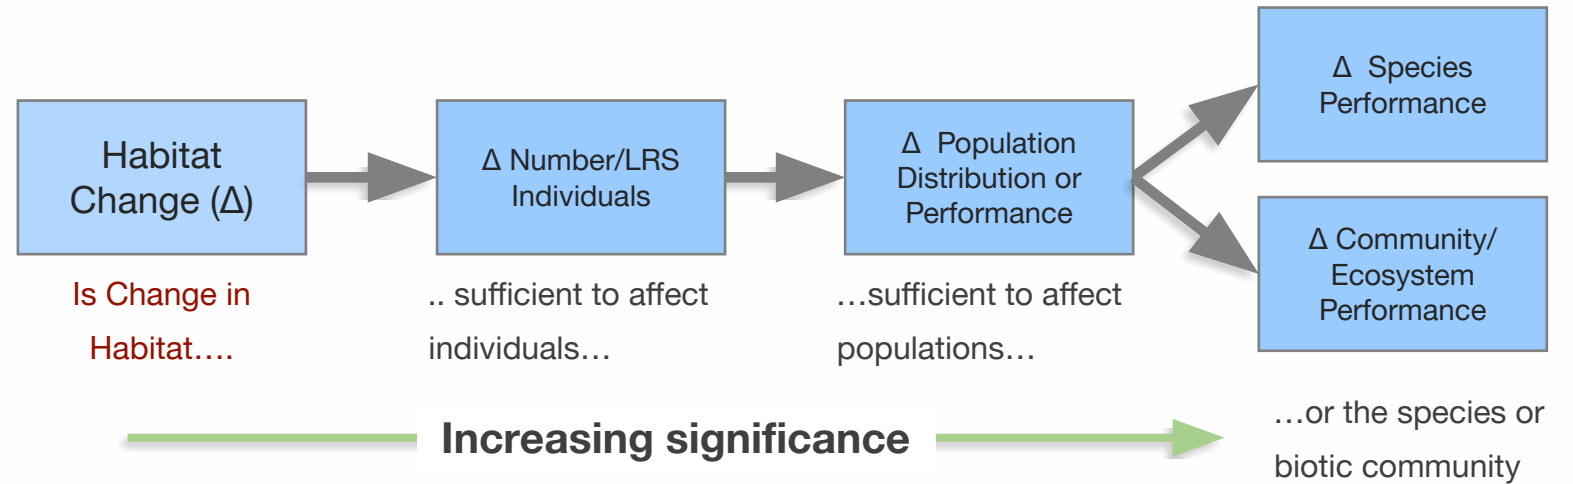 Habitat
Change (Δ)
Δ Number/LRS
Individuals
Δ Population
Distribution or
Performance
Δ Species
Performance
Δ Community/
Ecosystem
Performance
Is Change in
Habitat....
.. sufficient to affect
individuals...
...sufficient to affect
populations...
...or the species or
biotic community
Increasing significance